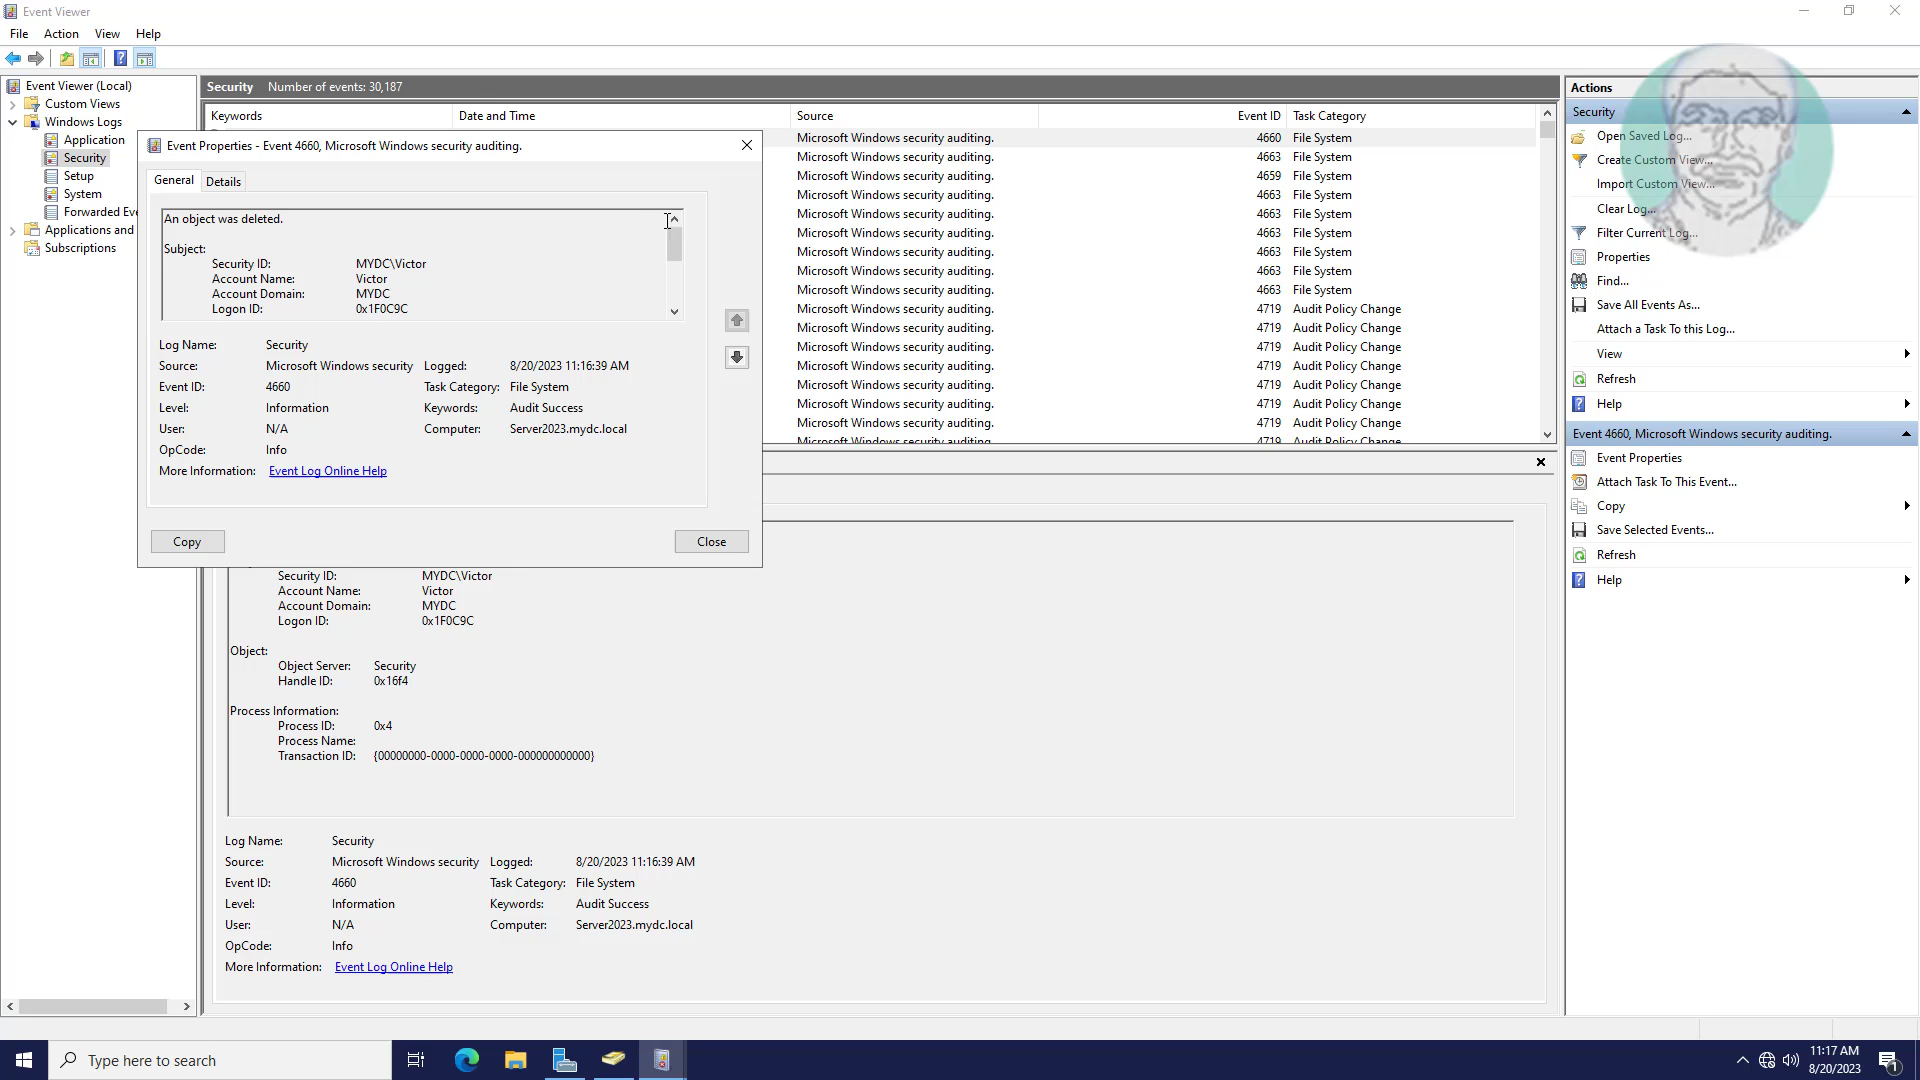 Event Viewer
File Action View Help
Event Viewer (Local)
Custom Views
Windows Logs
Application
Security
Setup
System
Forwarded Eve
Applications and
Subscriptions
Security Number of events: 30,187
Keywords Date and Time Source Event ID Task Category
Microsoft Windows security auditing. 4660 File System
Microsoft Windows security auditing. 4663 File System
Microsoft Windows security auditing. 4659 File System
Microsoft Windows security auditing. 4663 File System
Microsoft Windows security auditing. 4663 File System
Microsoft Windows security auditing. 4663 File System
Microsoft Windows security auditing. 4663 File System
Microsoft Windows security auditing. 4663 File System
Microsoft Windows security auditing. 4663 File System
Microsoft Windows security auditing. 4719 Audit Policy Change
Microsoft Windows security auditing. 4719 Audit Policy Change
Microsoft Windows security auditing. 4719 Audit Policy Change
Microsoft Windows security auditing. 4719 Audit Policy Change
Microsoft Windows security auditing. 4719 Audit Policy Change
Microsoft Windows security auditing. 4719 Audit Policy Change
Microsoft Windows security auditing. 4719 Audit Policy Change
Microsoft Windows security auditing. 4719 Audit Policy Change
Event Properties - Event 4660, Microsoft Windows security auditing.
General Details
An object was deleted.
Subject:
Security ID: MYDC\Victor
Account Name: Victor
Account Domain: MYDC
Logon ID: 0x1F0C9C
Log Name: Security
Source: Microsoft Windows security Logged: 8/20/2023 11:16:39 AM
Event ID: 4660 Task Category: File System
Level: Information Keywords: Audit Success
User: N/A Computer: Server2023.mydc.local
OpCode: Info
More Information: Event Log Online Help
Copy Close
Security ID: MYDC\Victor
Account Name: Victor
Account Domain: MYDC
Logon ID: 0x1F0C9C
Object:
Object Server: Security
Handle ID: 0x16f4
Process Information:
Process ID: 0x4
Process Name:
Transaction ID: {00000000-0000-0000-0000-000000000000}
Log Name: Security
Source: Microsoft Windows security Logged: 8/20/2023 11:16:39 AM
Event ID: 4660 Task Category: File System
Level: Information Keywords: Audit Success
User: N/A Computer: Server2023.mydc.local
OpCode: Info
More Information: Event Log Online Help
Actions
Security
Open Saved Log...
Create Custom View...
Import Custom View...
Clear Log...
Filter Current Log...
Properties
Find...
Save All Events As...
Attach a Task To this Log...
View
Refresh
Help
Event 4660, Microsoft Windows security auditing.
Event Properties
Attach Task To This Event...
Copy
Save Selected Events...
Refresh
Help
Type here to search
11:17 AM
8/20/2023
1